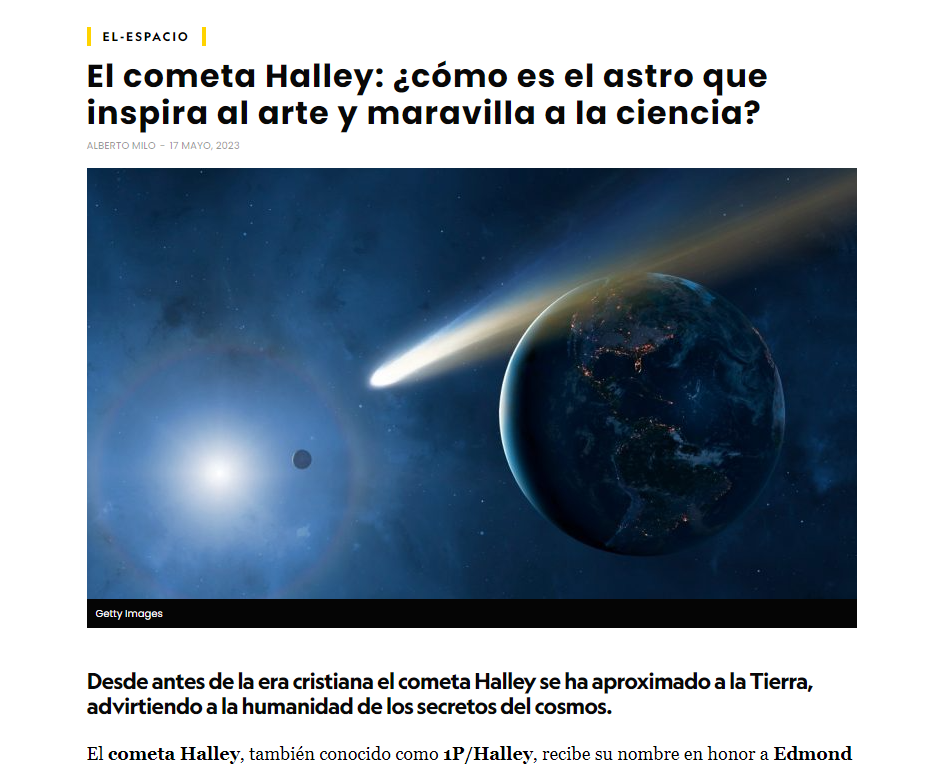 EL-ESPACIO
El cometa Halley: ¿cómo es el astro que
inspira al arte y maravilla a la ciencia?
ALBERTO MILO - 17 MAYO, 2023
Getty Images
Desde antes de la era cristiana el cometa Halley se ha aproximado a la Tierra,
advirtiendo a la humanidad de los secretos del cosmos.
El cometa Halley, también conocido como 1P/Halley, recibe su nombre en honor a Edmond